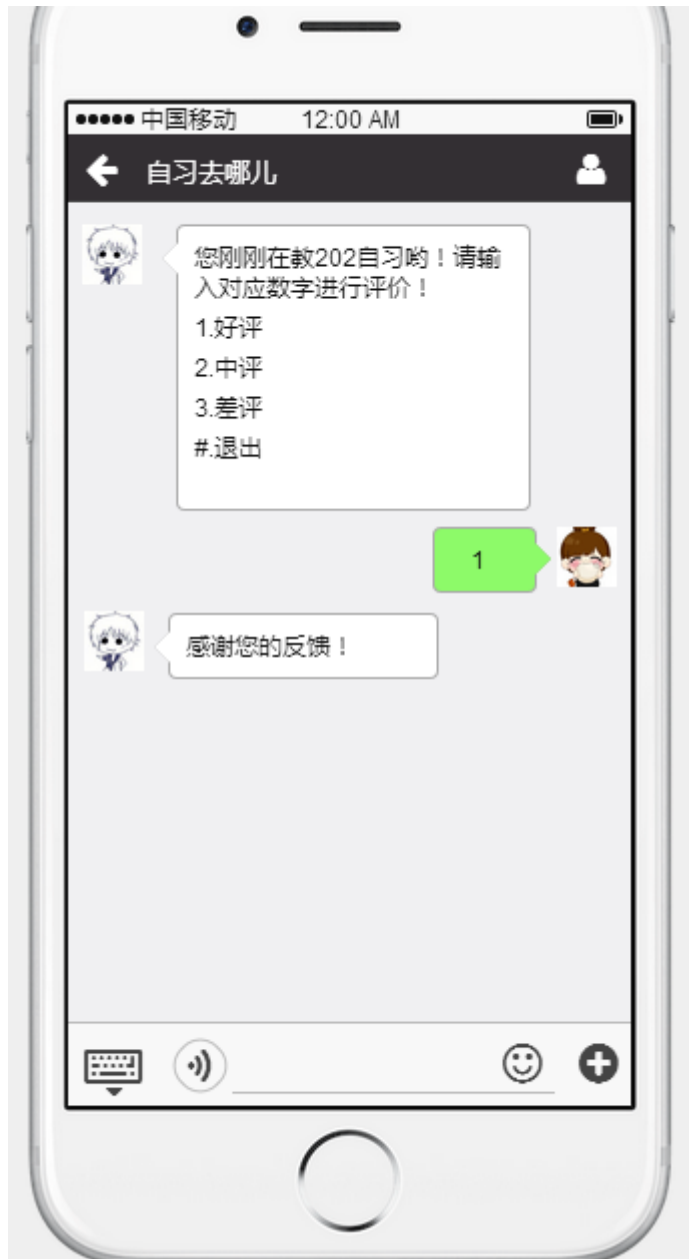 中国移动 12:00 AM
自习去哪儿
您刚刚在教202自习哟！请输
入对应数字进行评价！
1.好评
2.中评
3.差评
#.退出
1
感谢您的反馈！